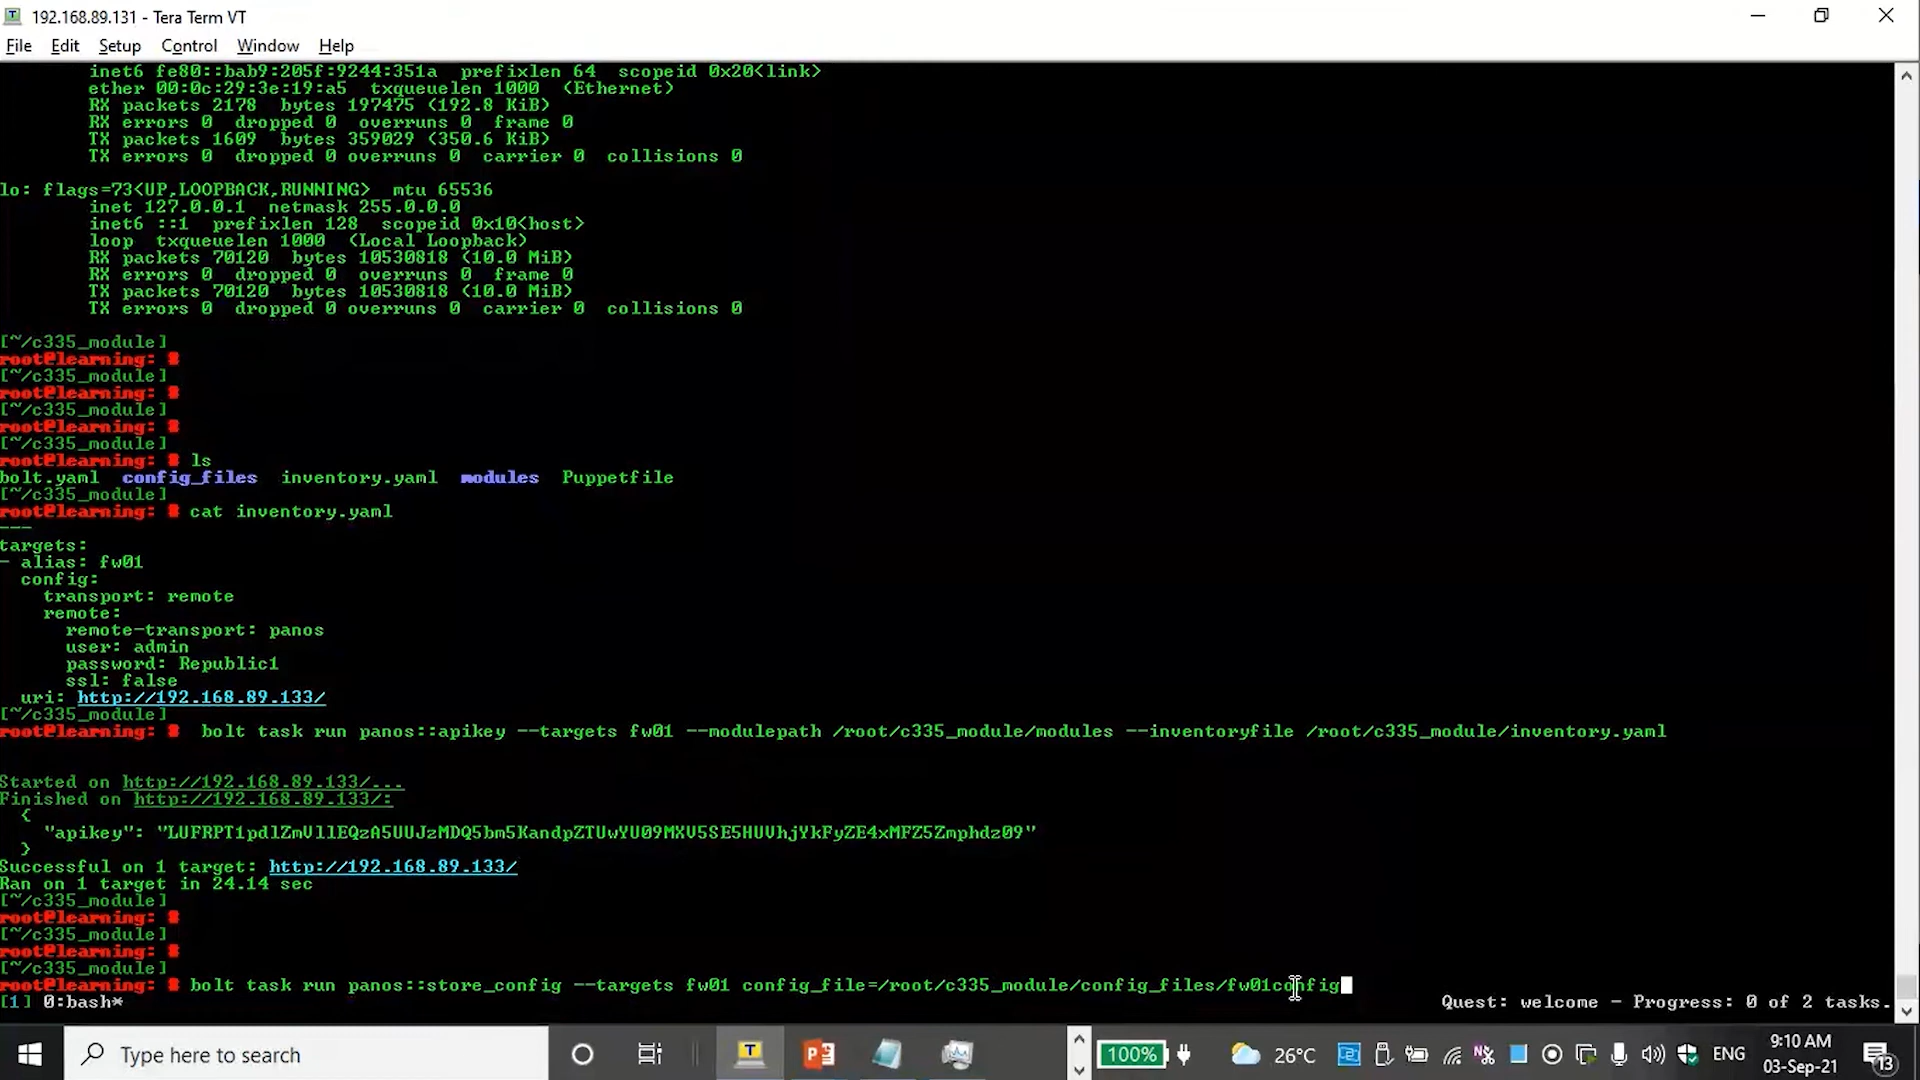 192.168.89.131 - Tera Term VT
File Edit Setup Control Window Help
inet6 fe80::bab9:205f:9244:351a prefixlen 64 scopeid 0x20<link>
ether 00:0c:29:3e:19:a5 txqueuelen 1000 (Ethernet)
RX packets 2178 bytes 197475 (192.8 KiB)
RX errors 0 dropped 0 overruns 0 frame 0
TX packets 1609 bytes 359029 (350.6 KiB)
TX errors 0 dropped 0 overruns 0 carrier 0 collisions 0
lo: flags=73<UP,LOOPBACK,RUNNING> mtu 65536
inet 127.0.0.1 netmask 255.0.0.0
inet6 ::1 prefixlen 128 scopeid 0x10<host>
loop txqueuelen 1000 (Local Loopback)
RX packets 70120 bytes 10530818 (10.0 MiB)
RX errors 0 dropped 0 overruns 0 frame 0
TX packets 70120 bytes 10530818 (10.0 MiB)
TX errors 0 dropped 0 overruns 0 carrier 0 collisions 0
[~/c335_module]
root@learning: #
[~/c335_module]
root@learning: #
[~/c335_module]
root@learning: #
[~/c335_module]
root@learning: # ls
bolt.yaml config_files inventory.yaml modules Puppetfile
[~/c335_module]
root@learning: # cat inventory.yaml
---
targets:
- alias: fw01
config:
transport: remote
remote:
remote-transport: panos
user: admin
password: Republic1
ssl: false
uri: http://192.168.89.133/
[~/c335_module]
root@learning: # bolt task run panos::apikey --targets fw01 --modulepath /root/c335_module/modules --inventoryfile /root/c335_module/inventory.yaml
Started on http://192.168.89.133/...
Finished on http://192.168.89.133/:
{
"apikey": "LUFRPT1pdlZmVllEQzA5UUJzMDQ5bm5KandpZTUwYU09MXV5SE5HUVhjYkFyZE4xMFZ5Zmphdz09"
}
Successful on 1 target: http://192.168.89.133/
Ran on 1 target in 24.14 sec
[~/c335_module]
root@learning: #
[~/c335_module]
root@learning: #
[~/c335_module]
root@learning: # bolt task run panos::store_config --targets fw01 config_file=/root/c335_module/config_files/fw01config
[1] 0:bash* Quest: welcome - Progress: 0 of 2 tasks.
Type here to search
100%
26°C
ENG
9:10 AM
03-Sep-21
13